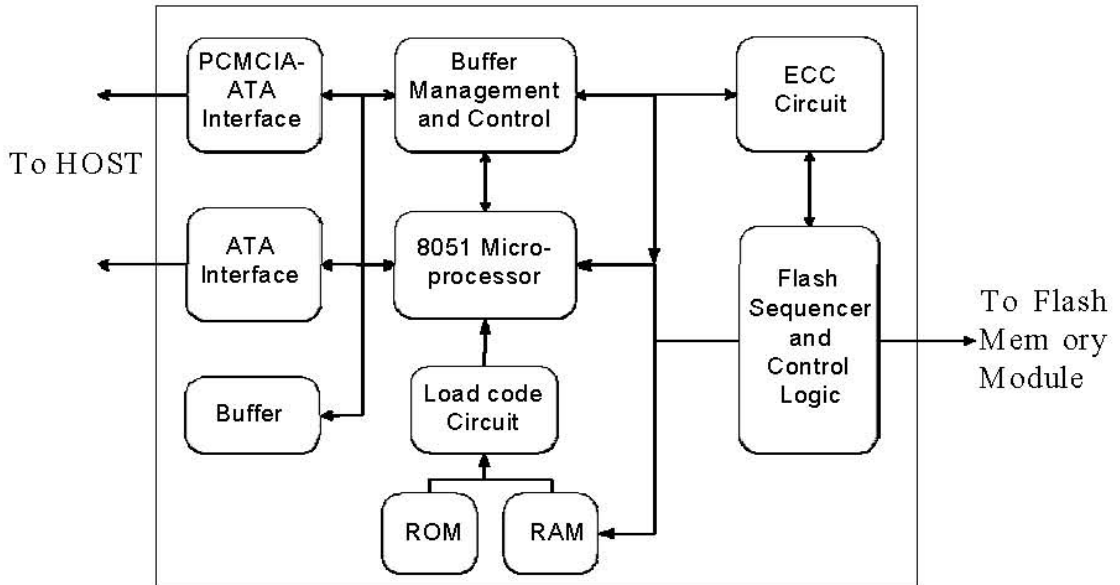 PCMCIA-
ATA
Interface
Buffer
Management
and Control
ECC
Circuit
To HOST
ATA
Interface
8051 Micro-
processor
Flash
Sequencer
and
Control
Logic
To Flash
Mem ory
Module
Buffer
Load code
Circuit
ROM
RAM